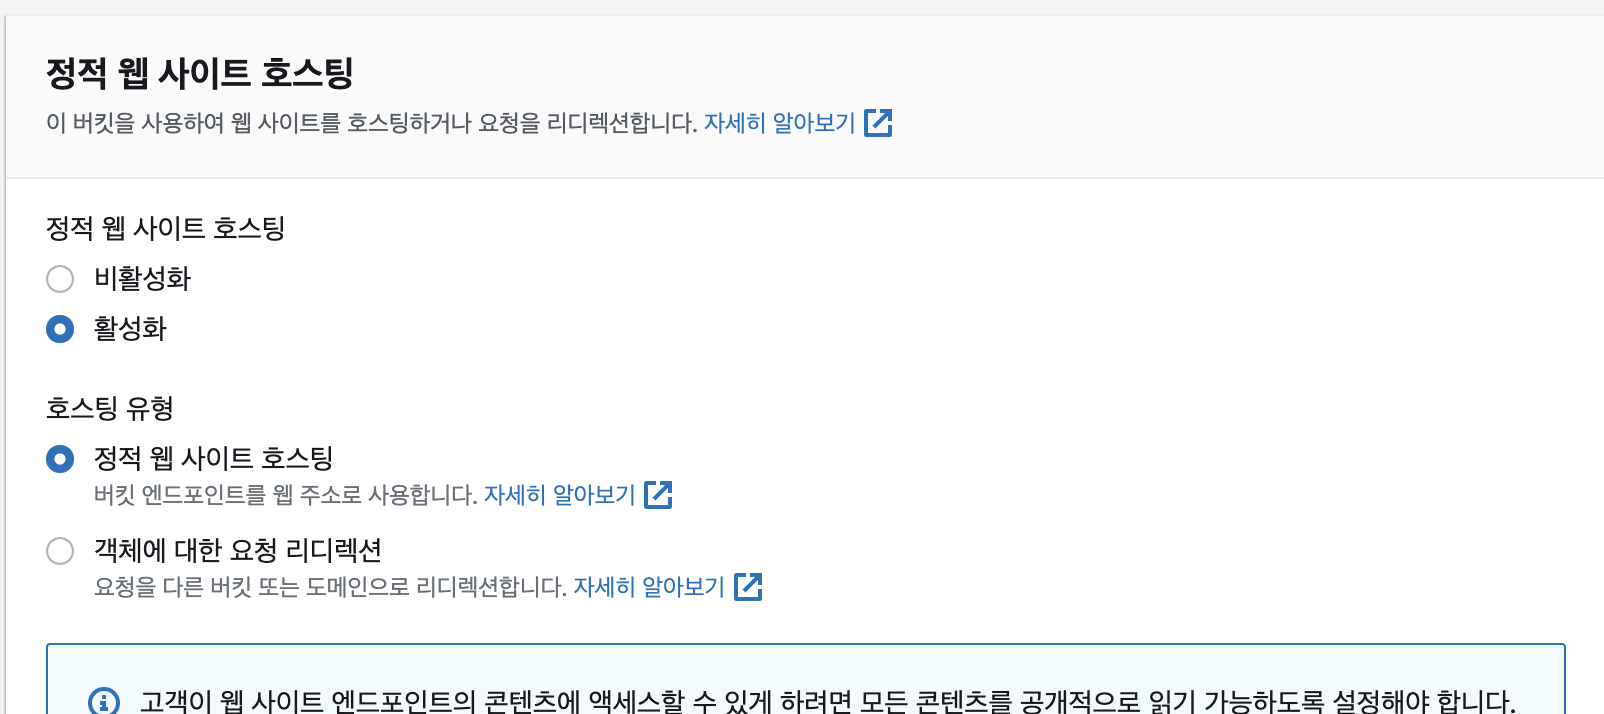 정적 웹 사이트 호스팅
이 버킷을 사용하여 웹 사이트를 호스팅하거나 요청을 리디렉션합니다. 자세히 알아보기
정적 웹 사이트 호스팅
비활성화
활성화
호스팅 유형
정적 웹 사이트 호스팅
버킷 엔드포인트를 웹 주소로 사용합니다. 자세히 알아보기
객체에 대한 요청 리디렉션
요청을 다른 버킷 또는 도메인으로 리디렉션합니다. 자세히 알아보기
고객이 웹 사이트 엔드포인트의 콘텐츠에 액세스할 수 있게 하려면 모든 콘텐츠를 공개적으로 읽기 가능하도록 설정해야 합니다.